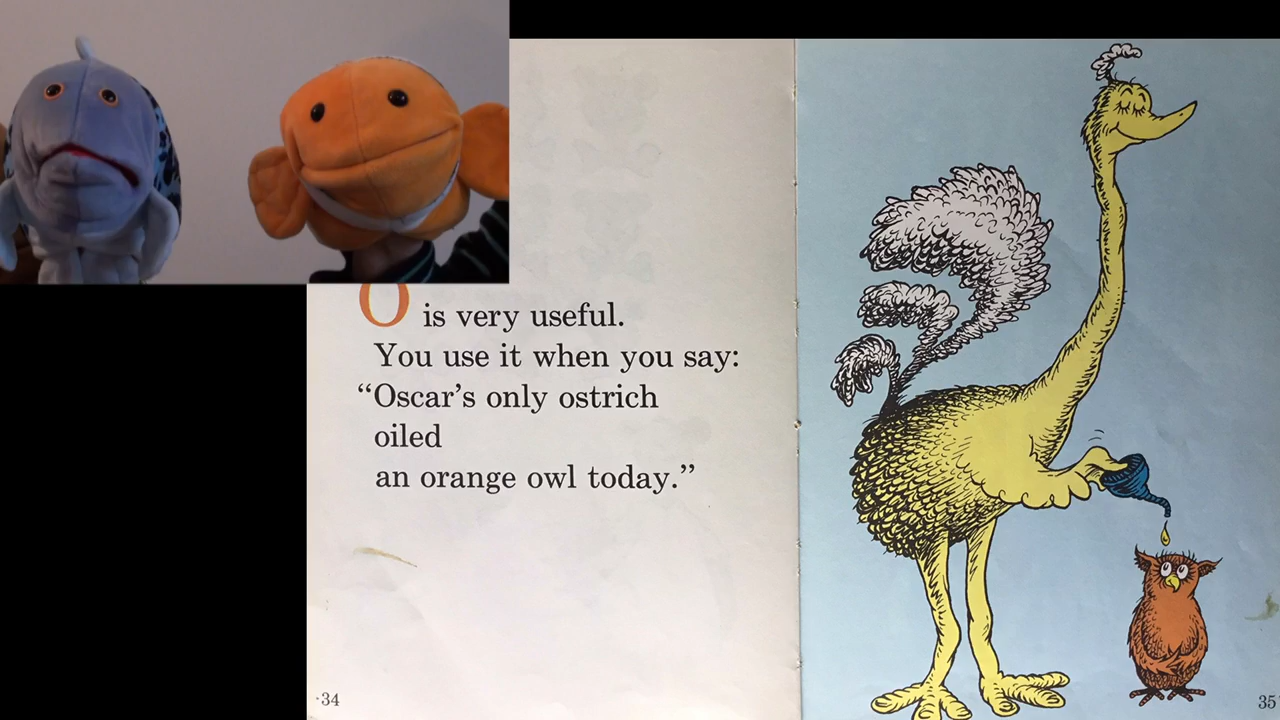 O is very useful.
You use it when you say:
“Oscar’s only ostrich
oiled
an orange owl today.”
34
35